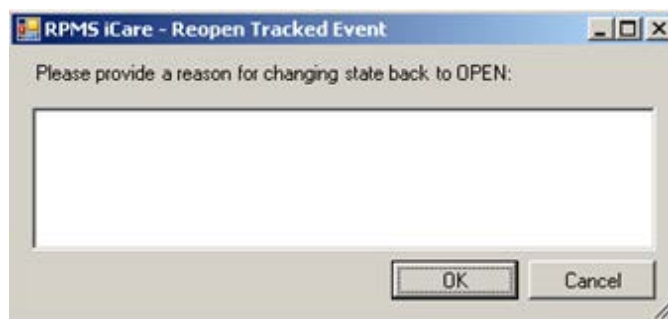 RPMS iCare - Reopen Tracked Event
Please provide a reason for changing state back to OPEN:
OK Cancel